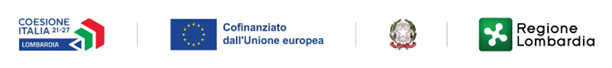 COESIONE
ITALIA 21-27
LOMBARDIA
Cofinanziato
dall'Unione europea
Regione
Lombardia